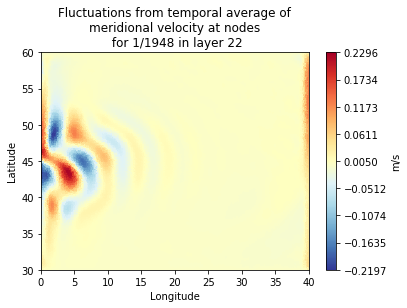 Fluctuations from temporal average of
meridional velocity at nodes
for 1/1948 in layer 22
60
55
50
45
40
35
30
Latitude
0 5 10 15 20 25 30 35 40
Longitude
0.2296
0.1734
0.1173
0.0611
0.0050
−0.0512
−0.1074
−0.1635
−0.2197
m/s